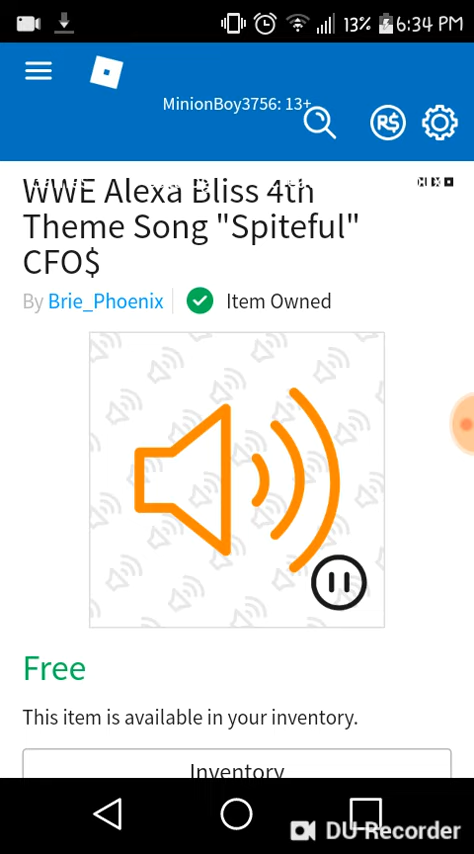 13% 6:34 PM
MinionBoy3756: 13+
R$
WWE Alexa Bliss 4th
Theme Song "Spiteful"
CFO$
By Brie_Phoenix Item Owned
Free
This item is available in your inventory.
Inventory
DU Recorder